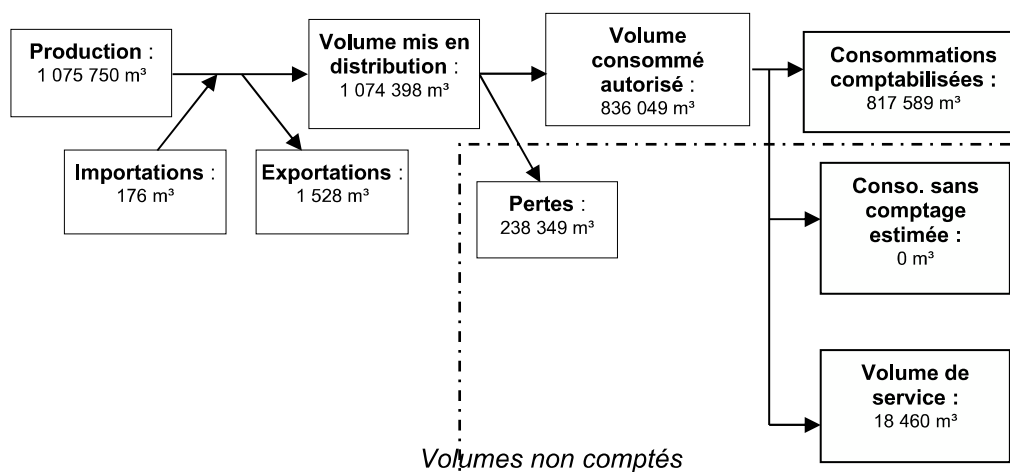 Production :
1 075 750 m³
Volume mis en
distribution :
1 074 398 m³
Volume
consommé
autorisé :
836 049 m³
Consommations
comptabilisées :
817 589 m³
Importations :
176 m³
Exportations :
1 528 m³
Pertes :
238 349 m³
Conso. sans
comptage
estimée :
0 m³
Volume de
service :
18 460 m³
Volumes non comptés